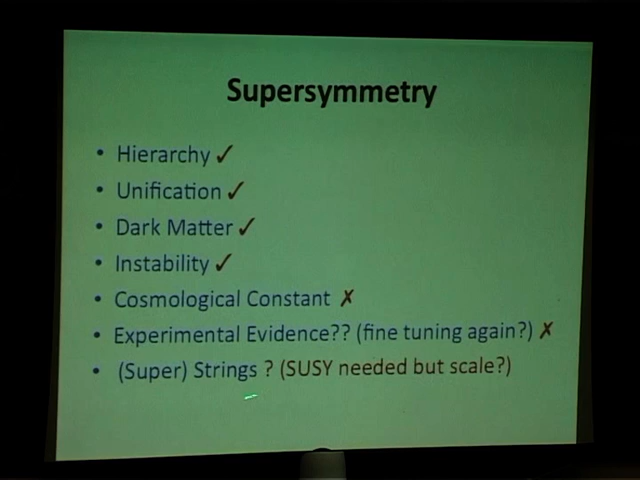 Supersymmetry
• Hierarchy ✓
• Unification ✓
• Dark Matter ✓
• Instability ✓
• Cosmological Constant ✗
• Experimental Evidence?? (fine tuning again?) ✗
• (Super) Strings ? (SUSY needed but scale?)